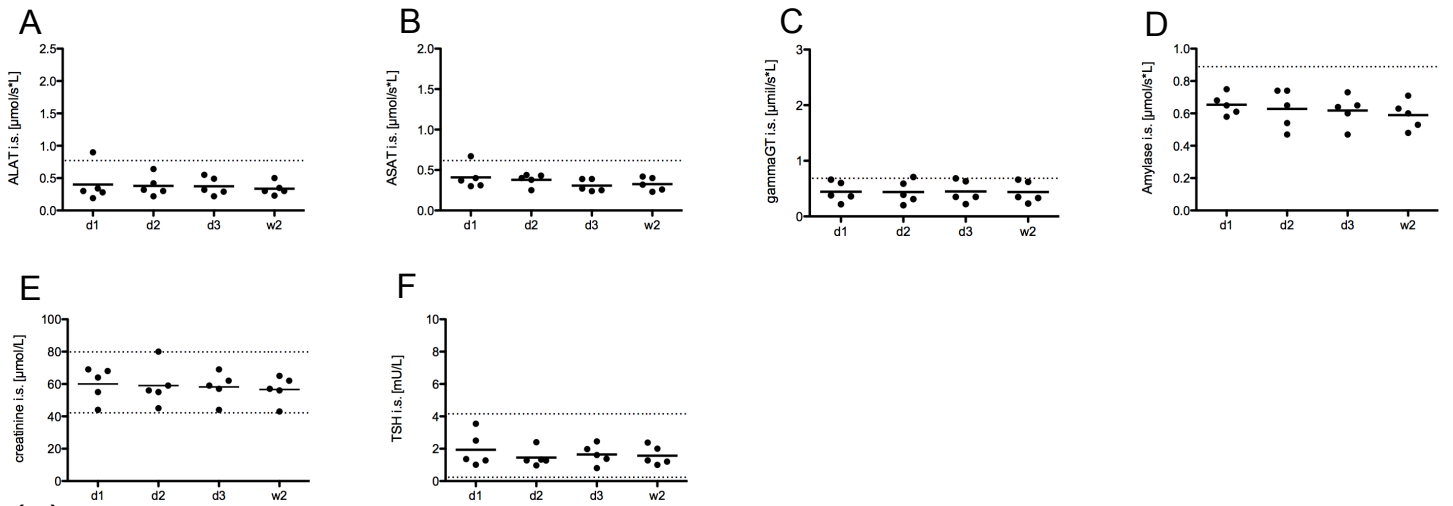 A
ALAT i.s. [µmol/s*L]
2.5
2.0
1.5
1.0
0.5
0.0
d1 d2 d3 w2
B
ASAT i.s. [µmol/s*L]
2.0
1.5
1.0
0.5
0.0
d1 d2 d3 w2
C
gammaGT i.s. [µmil/s*L]
3
2
1
0
d1 d2 d3 w2
D
Amylase i.s. [µmol/s*L]
1.0
0.8
0.6
0.4
0.2
0.0
d1 d2 d3 w2
E
creatinine i.s. [µmol/L]
100
80
60
40
20
0
d1 d2 d3 w2
F
TSH i.s. [mU/L]
10
8
6
4
2
0
d1 d2 d3 w2